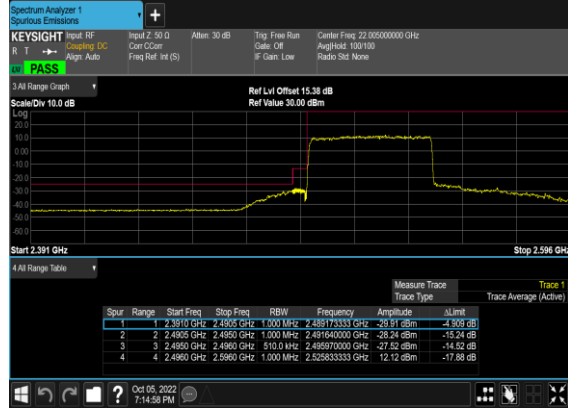 Spectrum Analyzer 1
Spurious Emissions
KEYSIGHT Input: RF Input Z: 50 Ω Atten: 30 dB Trig: Free Run Center Freq: 22.005000000 GHz
R T Coupling: DC Corr CCorr Gate: Off Avg|Hold: 100/100
Align: Auto Freq Ref: Int (S) IF Gain: Low Radio Std: None
LW PASS
3 All Range Graph
Ref Lvl Offset 15.38 dB
Scale/Div 10.0 dB Ref Value 30.00 dBm
Log
20.0
10.0
0.00
-10.0
-20.0
-30.0
-40.0
-50.0
-60.0
Start 2.391 GHz Stop 2.596 GHz
4 All Range Table
Measure Trace Trace 1
Trace Type Trace Average (Active)
Spur Range Start Freq Stop Freq RBW Frequency Amplitude ΔLimit
1 1 2.3910 GHz 2.4905 GHz 1.000 MHz 2.489173333 GHz -29.91 dBm -4.909 dB
2 2 2.4905 GHz 2.4950 GHz 1.000 MHz 2.491640000 GHz -28.24 dBm -15.24 dB
3 3 2.4950 GHz 2.4960 GHz 510.0 kHz 2.495970000 GHz -27.52 dBm -14.52 dB
4 4 2.4960 GHz 2.5960 GHz 1.000 MHz 2.525833333 GHz 12.12 dBm -17.88 dB
? Oct 05, 2022
7:14:58 PM